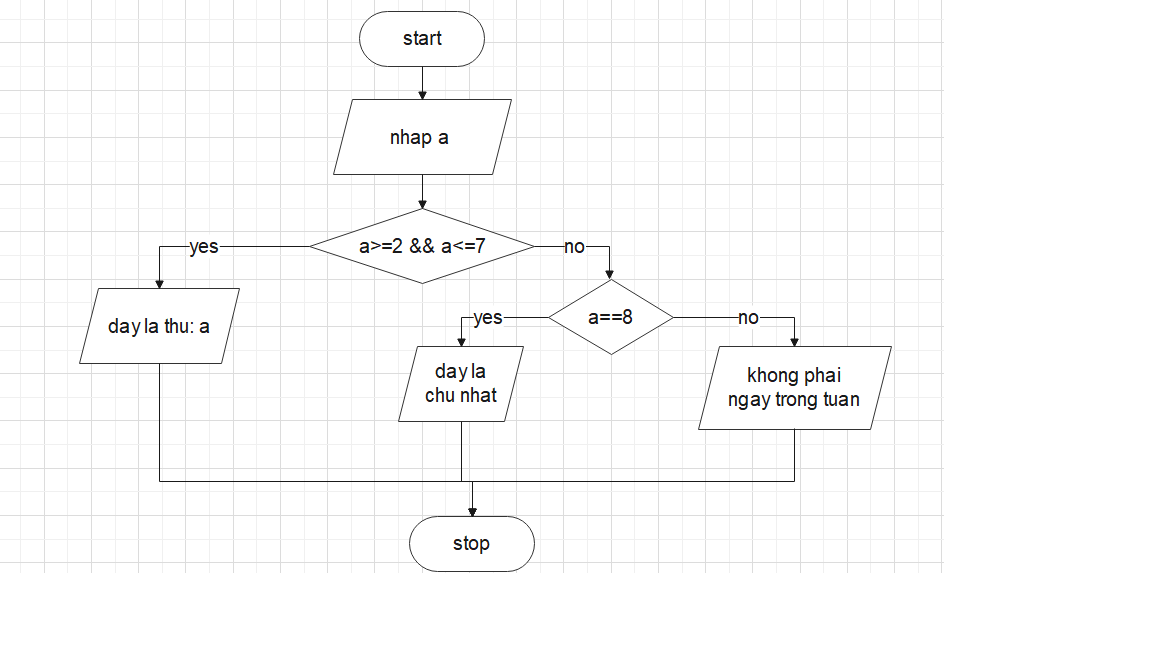 start
nhap a
a>=2 && a<=7
yes
no
day la thu: a
a==8
yes
no
day la
chu nhat
khong phai
ngay trong tuan
stop